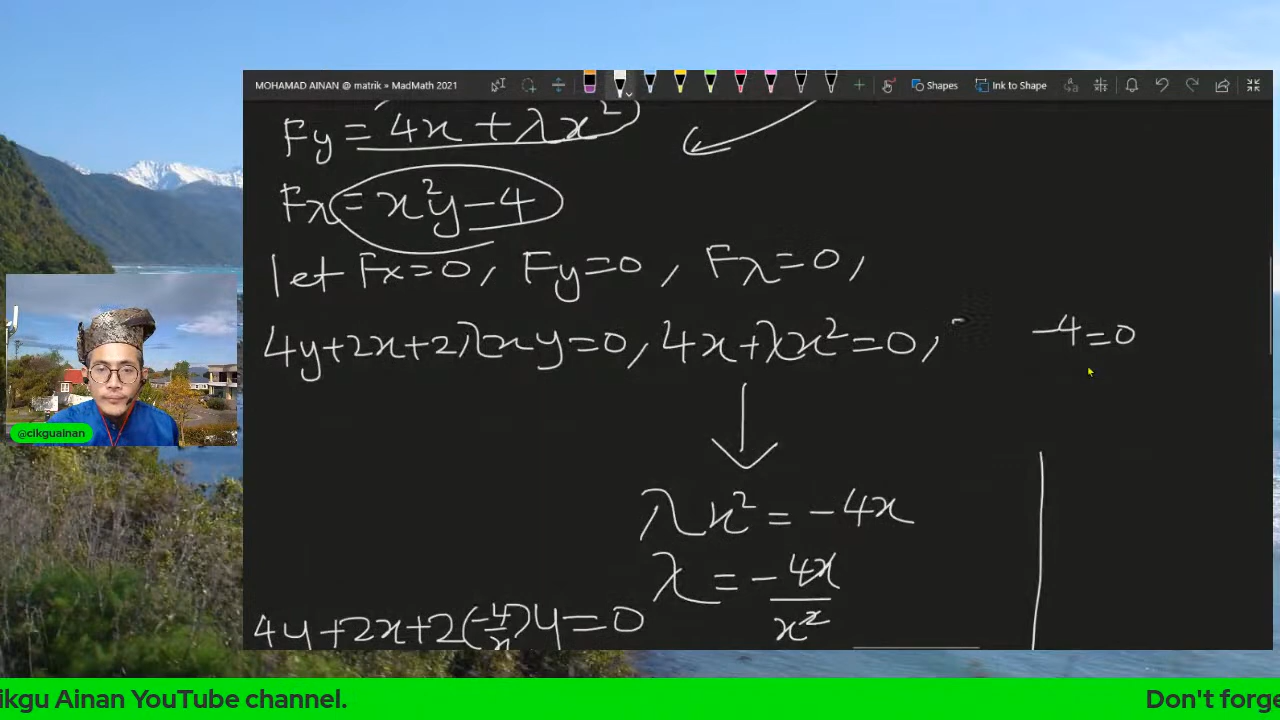 MOHAMAD AINAN @ matrik » MadMath 2021
Shapes
Ink to Shape
Fy = 4x + λx²
Fλ = x²y − 4
let Fx = 0, Fy = 0, Fλ = 0,
4y + 2x + 2λxy = 0, 4x + λx² = 0, −4 = 0
λx² = −4x
λ = −4x/x²
4y + 2x + 2(−4/x)y = 0
@cikguainan
ikgu Ainan YouTube channel. Don't forge